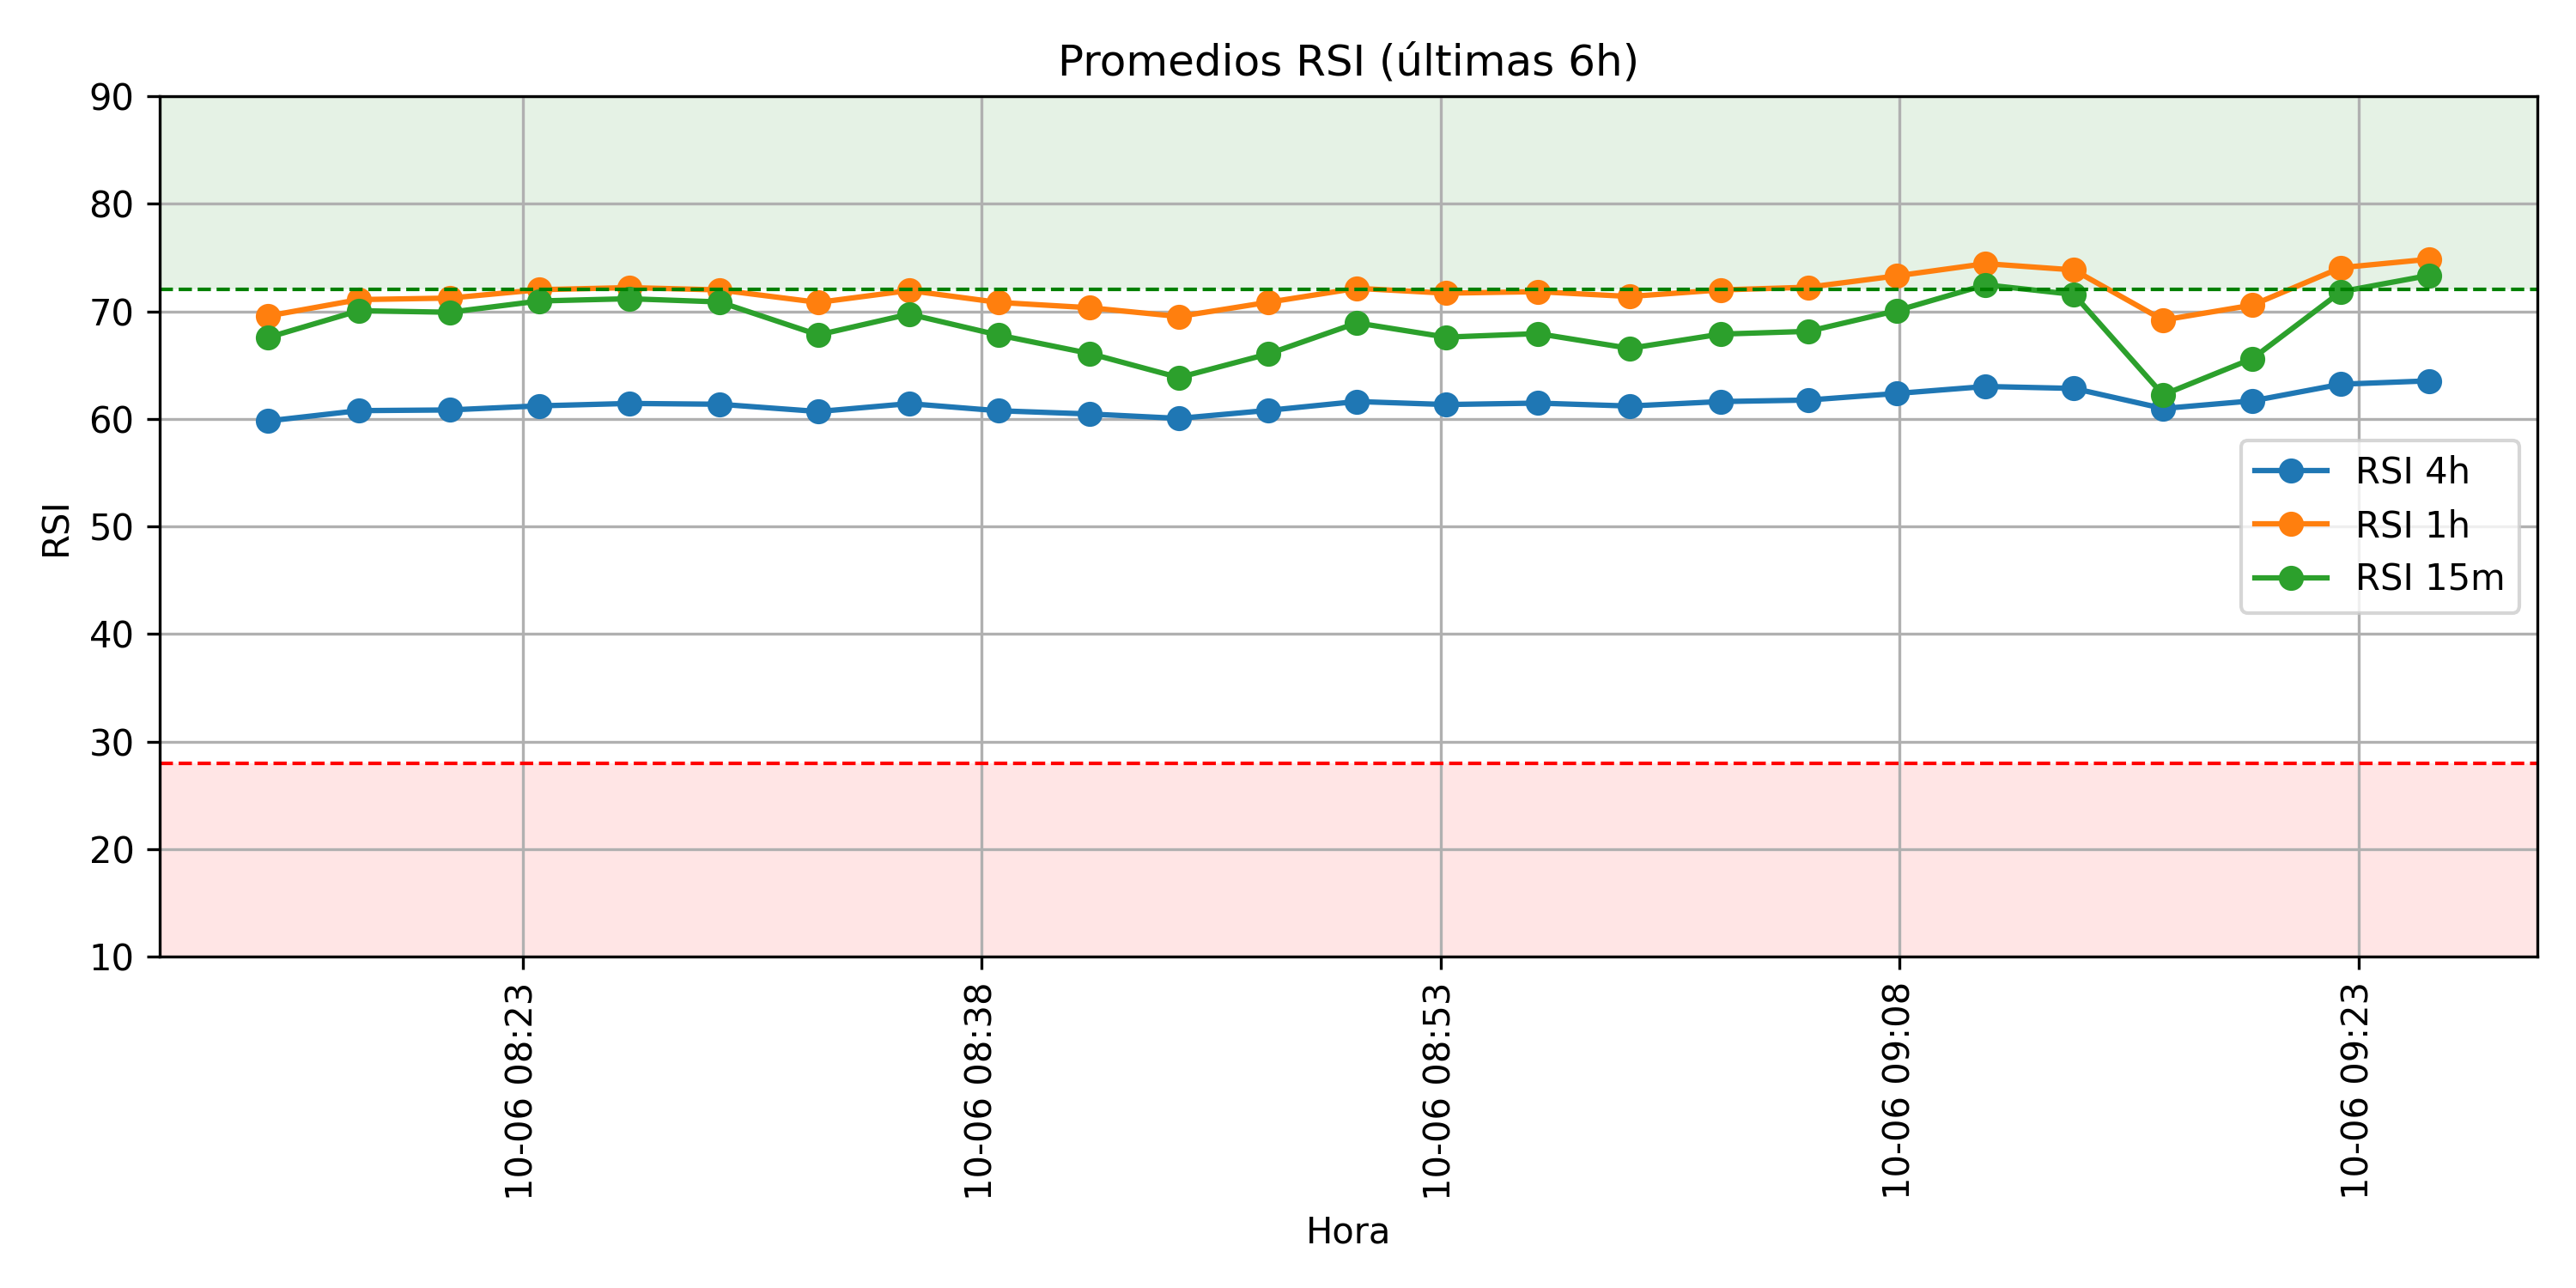 Promedios RSI (últimas 6h)
90
80
70
60
50
40
30
20
10
RSI
RSI 4h
RSI 1h
RSI 15m
10-06 08:23
10-06 08:38
10-06 08:53
10-06 09:08
10-06 09:23
Hora